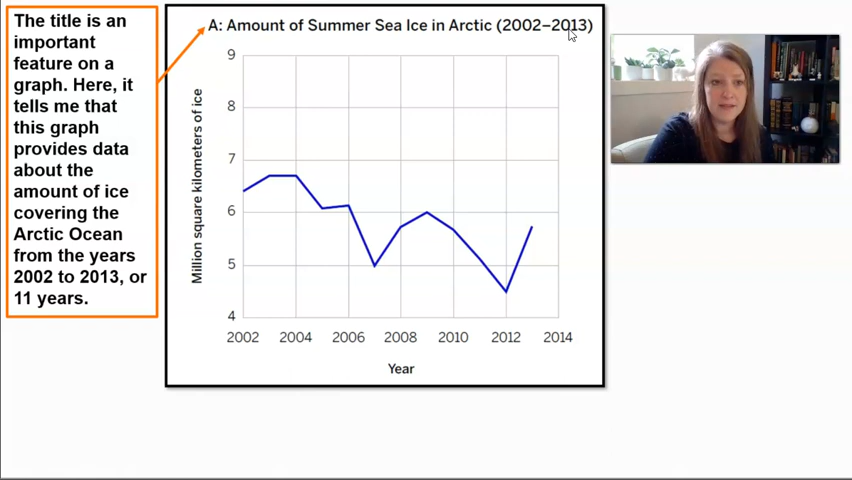 The title is an
important
feature on a
graph. Here, it
tells me that
this graph
provides data
about the
amount of ice
covering the
Arctic Ocean
from the years
2002 to 2013, or
11 years.
A: Amount of Summer Sea Ice in Arctic (2002–2013)
Million square kilometers of ice
9
8
7
6
5
4
2002 2004 2006 2008 2010 2012 2014
Year